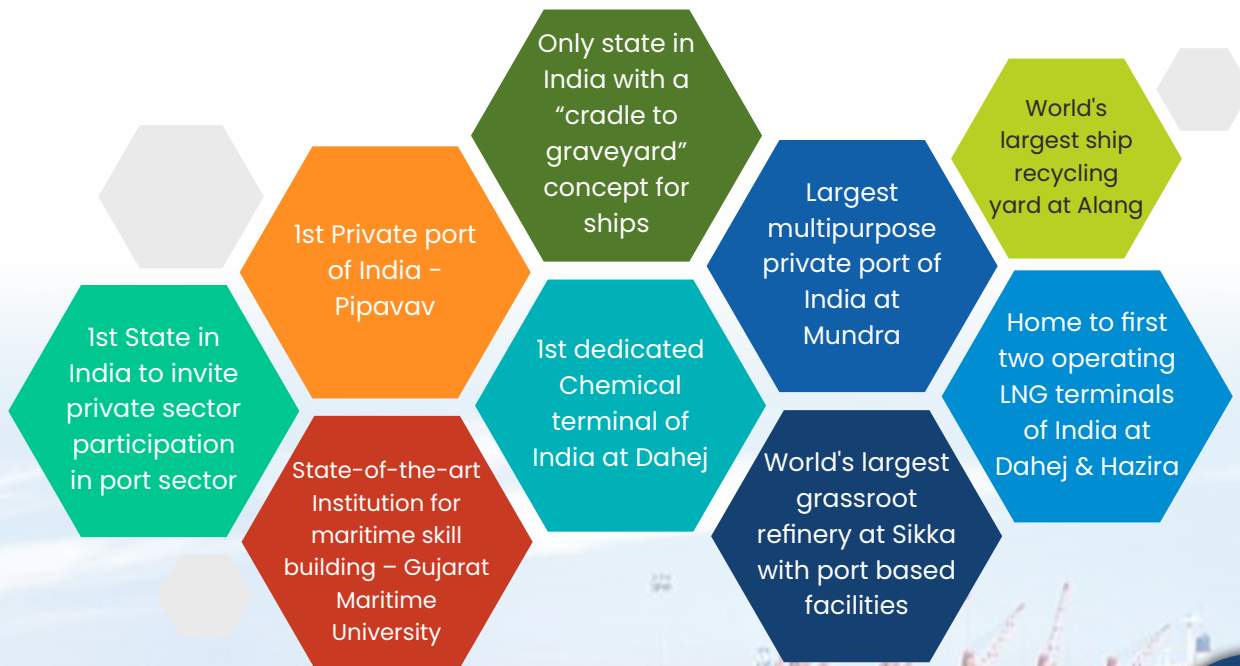 Only state in
India with a
“cradle to
graveyard”
concept for
ships
World's
largest ship
recycling
yard at Alang
1st Private port
of India -
Pipavav
Largest
multipurpose
private port of
India at
Mundra
1st State in
India to invite
private sector
participation
in port sector
1st dedicated
Chemical
terminal of
India at Dahej
Home to first
two operating
LNG terminals
of India at
Dahej & Hazira
State-of-the-art
Institution for
maritime skill
building – Gujarat
Maritime
University
World's largest
grassroot
refinery at Sikka
with port based
facilities